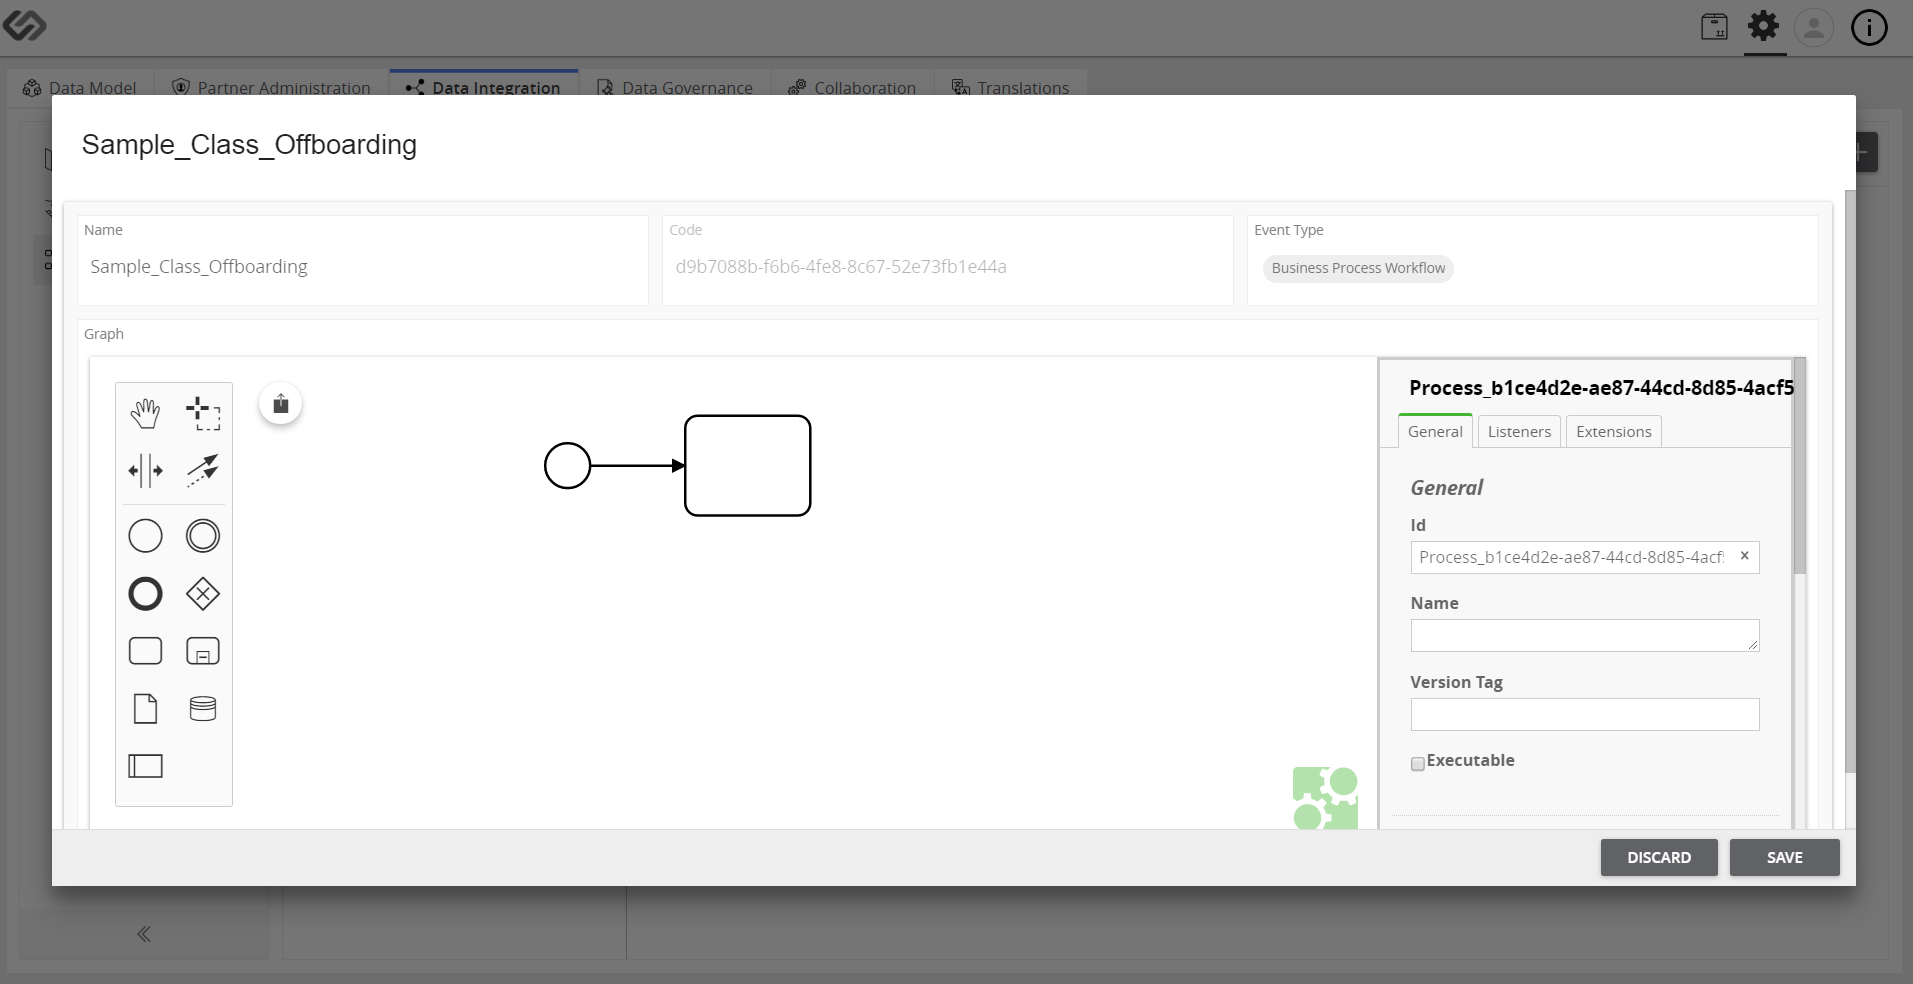 Data Model
Partner Administration
Data Integration
Data Governance
Collaboration
Translations
Sample_Class_Offboarding
Name
Sample_Class_Offboarding
Code
d9b7088b-f6b6-4fe8-8c67-52e73fb1e44a
Event Type
Business Process Workflow
Graph
Process_b1ce4d2e-ae87-44cd-8d85-4acf5
General
Listeners
Extensions
General
Id
Process_b1ce4d2e-ae87-44cd-8d85-4acf
Name
Version Tag
Executable
DISCARD
SAVE